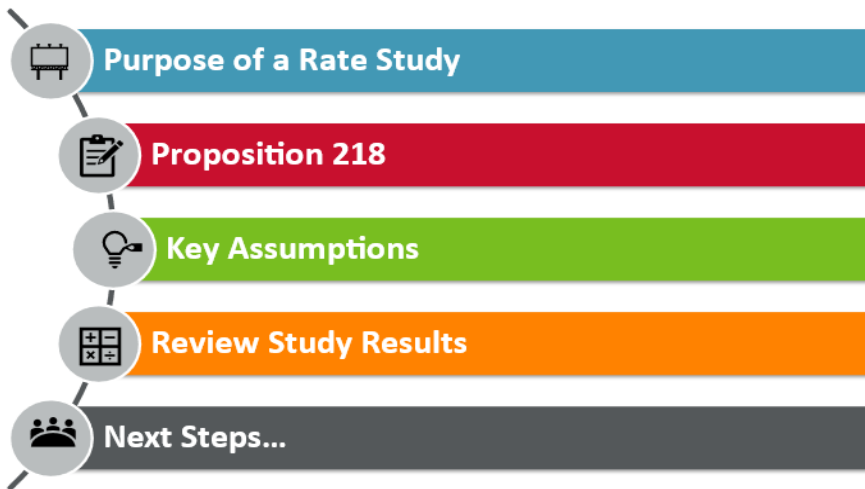 Purpose of a Rate Study
Proposition 218
Key Assumptions
Review Study Results
Next Steps...